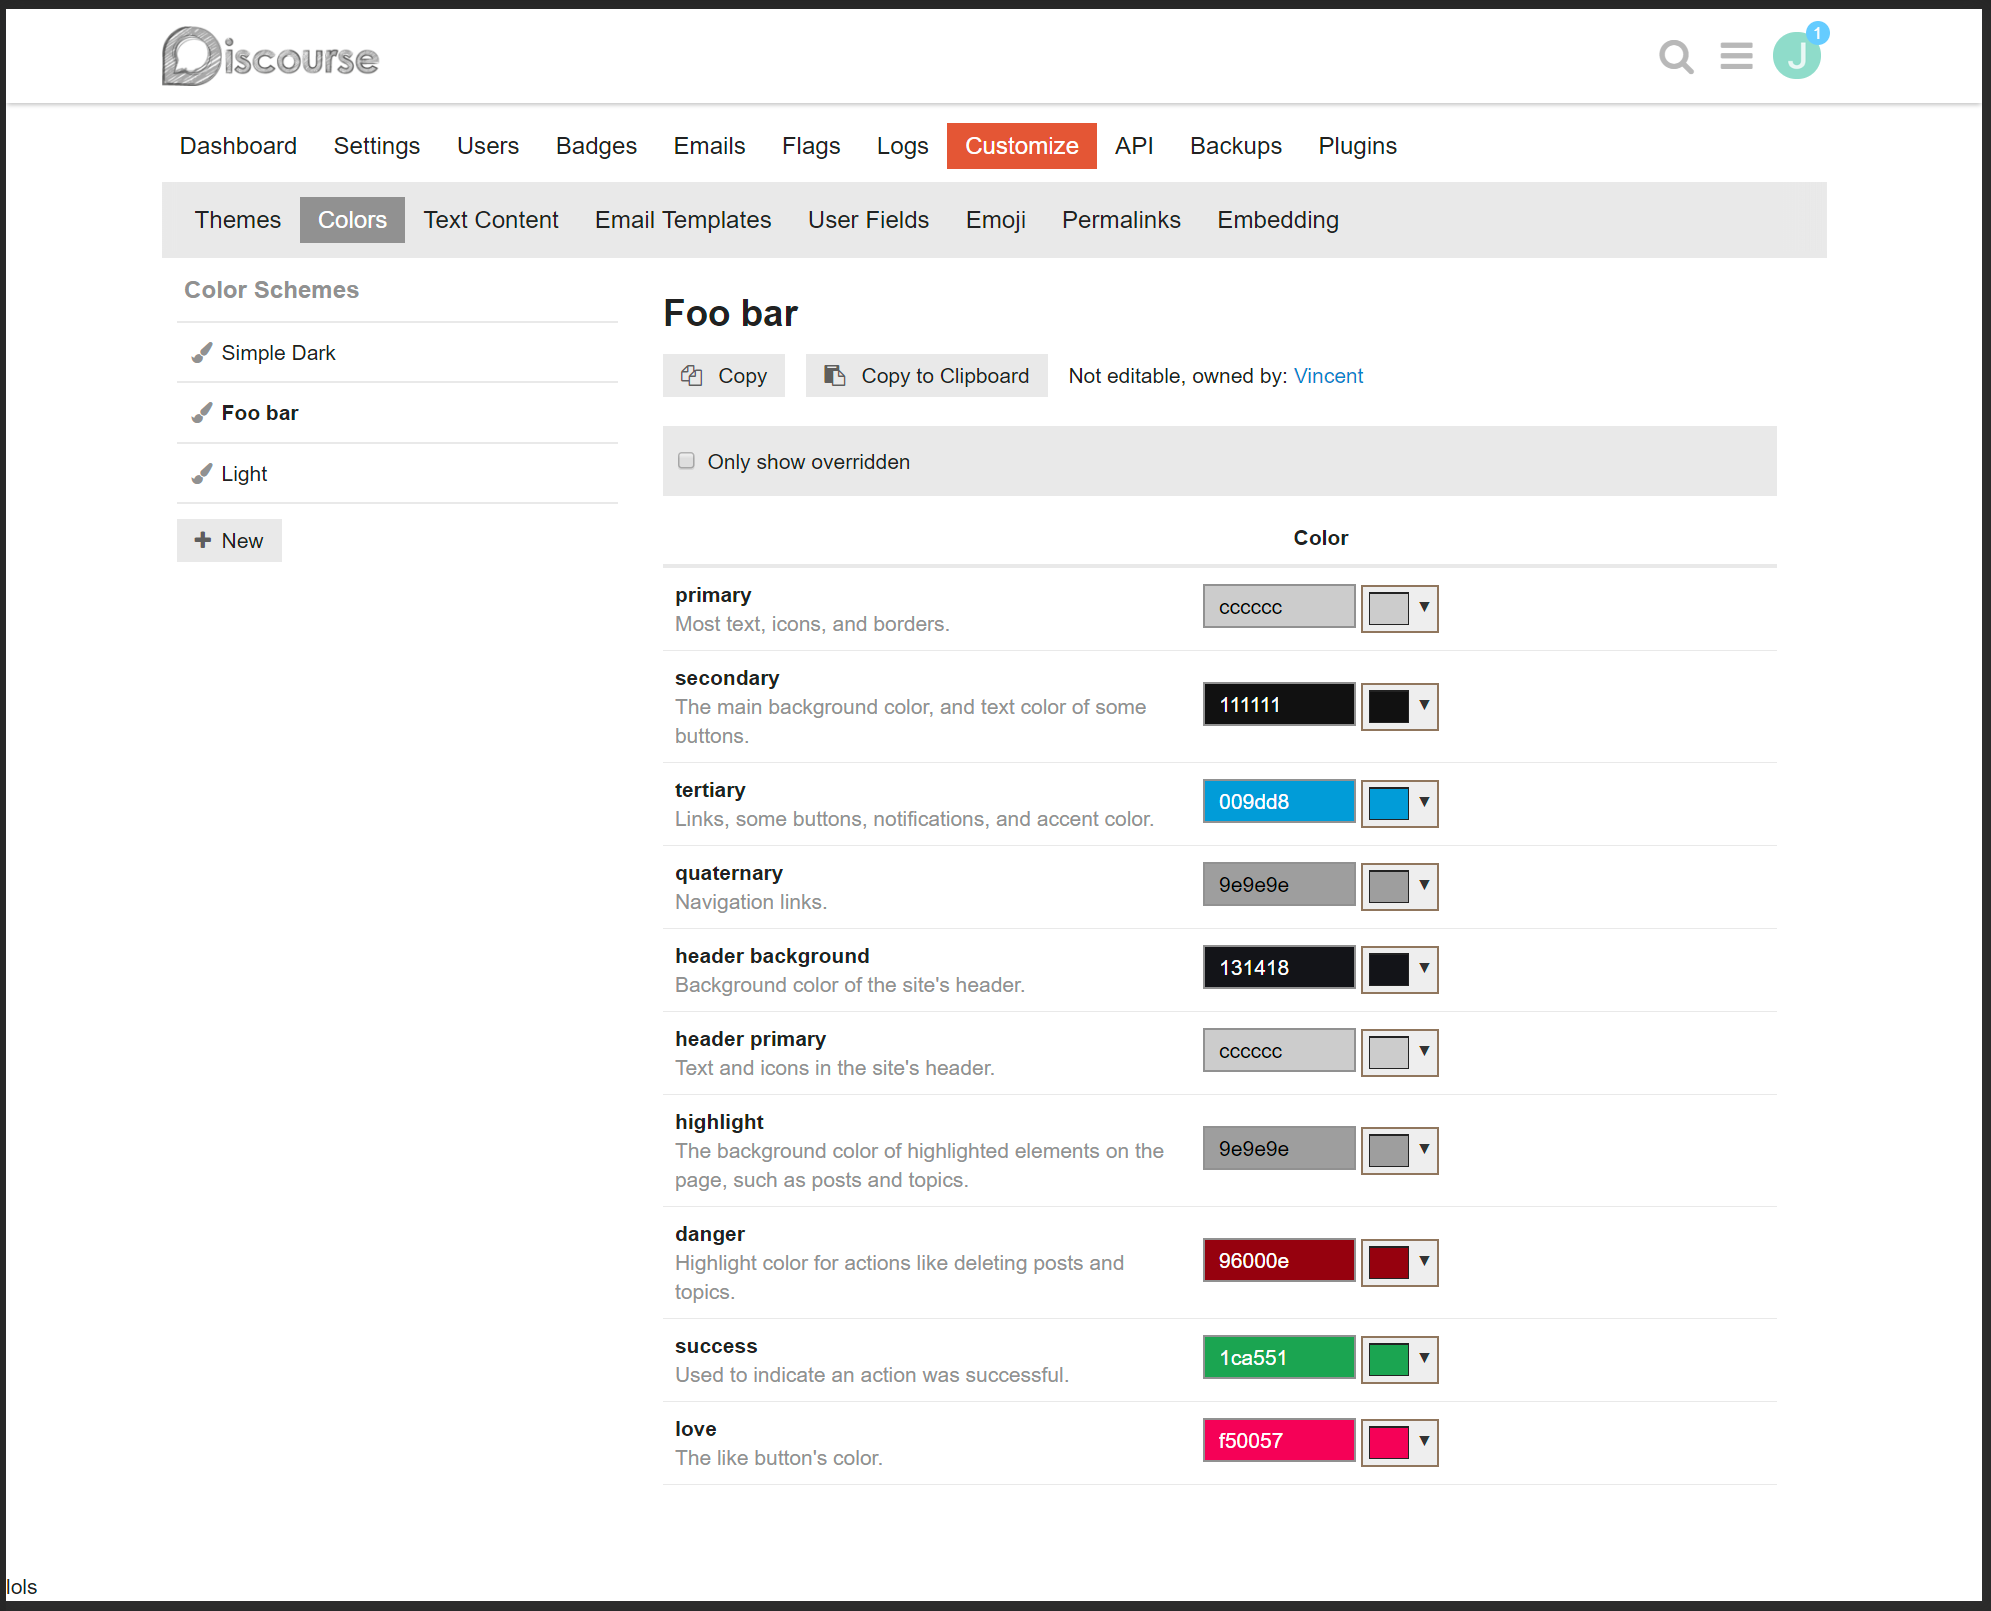 Discourse
1
J
Dashboard Settings Users Badges Emails Flags Logs Customize API Backups Plugins
Themes Colors Text Content Email Templates User Fields Emoji Permalinks Embedding
Color Schemes
Simple Dark
Foo bar
Light
New
Foo bar
Copy Copy to Clipboard Not editable, owned by: Vincent
Only show overridden
Color
primary
Most text, icons, and borders.
cccccc
secondary
The main background color, and text color of some
buttons.
111111
tertiary
Links, some buttons, notifications, and accent color.
009dd8
quaternary
Navigation links.
9e9e9e
header background
Background color of the site's header.
131418
header primary
Text and icons in the site's header.
cccccc
highlight
The background color of highlighted elements on the
page, such as posts and topics.
9e9e9e
danger
Highlight color for actions like deleting posts and
topics.
96000e
success
Used to indicate an action was successful.
1ca551
love
The like button's color.
f50057
lols